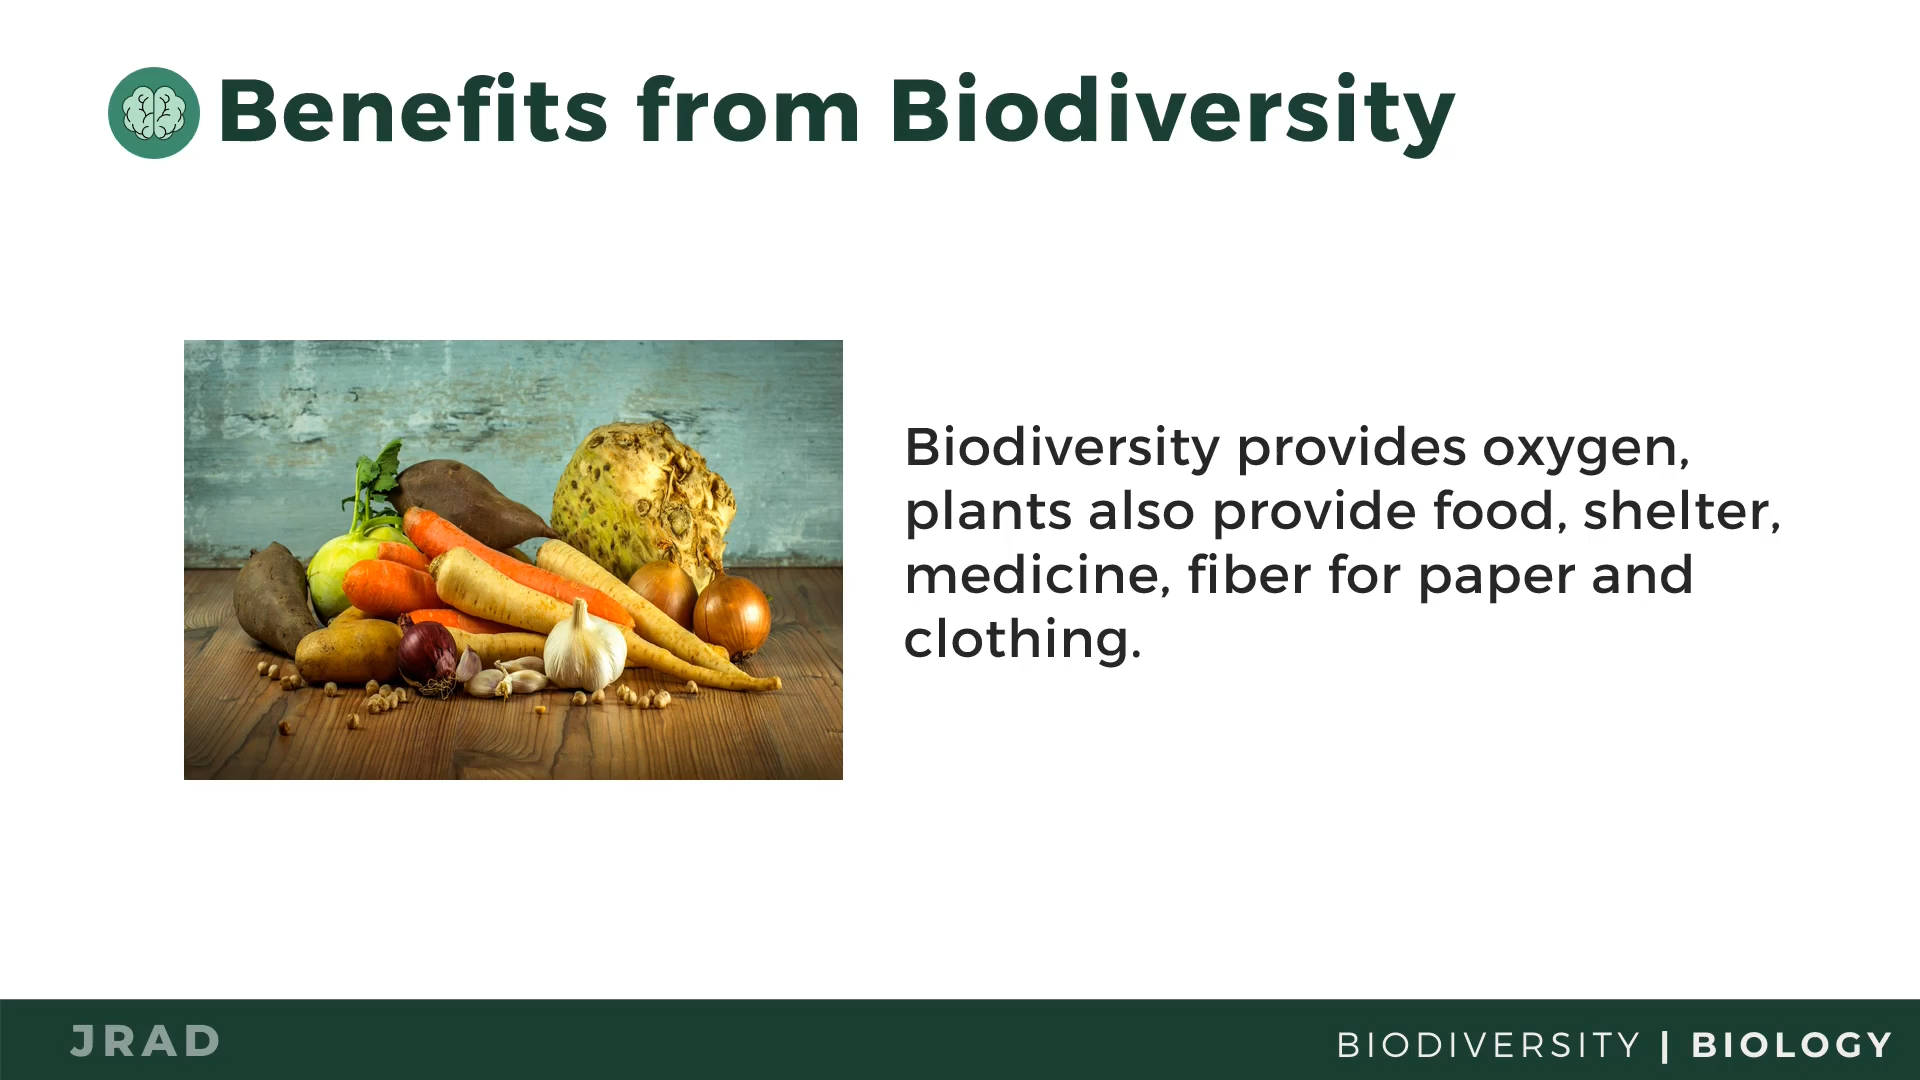 Benefits from Biodiversity
Biodiversity provides oxygen,
plants also provide food, shelter,
medicine, fiber for paper and
clothing.
JRAD
BIODIVERSITY | BIOLOGY